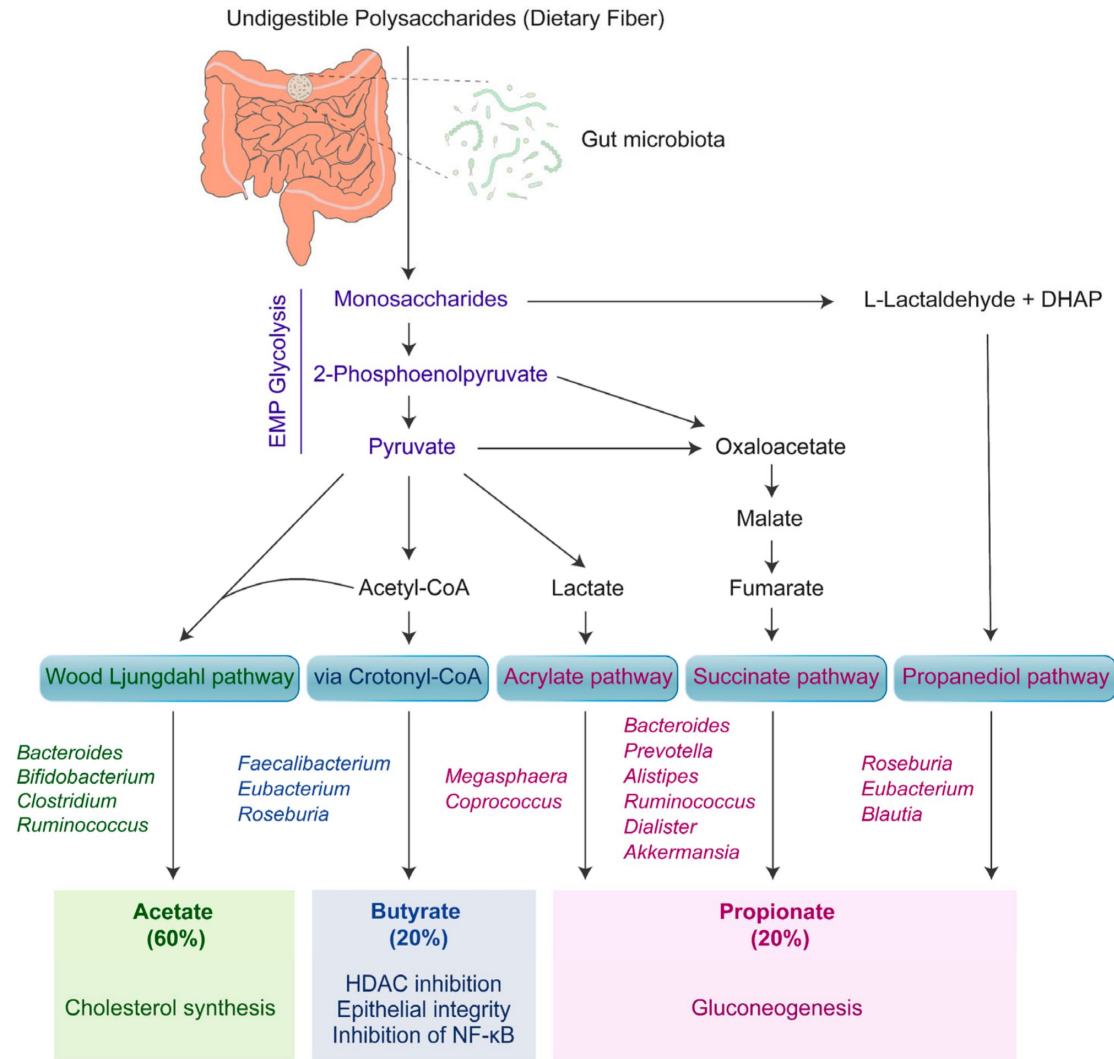 Undigestible Polysaccharides (Dietary Fiber)
Gut microbiota
EMP Glycolysis
Monosaccharides
L-Lactaldehyde + DHAP
2-Phosphoenolpyruvate
Pyruvate
Oxaloacetate
Malate
Acetyl-CoA
Lactate
Fumarate
Wood Ljungdahl pathway
via Crotonyl-CoA
Acrylate pathway
Succinate pathway
Propanediol pathway
Bacteroides
Bifidobacterium
Clostridium
Ruminococcus
Faecalibacterium
Eubacterium
Roseburia
Megasphaera
Coprococcus
Bacteroides
Prevotella
Alistipes
Ruminococcus
Dialister
Akkermansia
Roseburia
Eubacterium
Blautia
Acetate
(60%)
Cholesterol synthesis
Butyrate
(20%)
HDAC inhibition
Epithelial integrity
Inhibition of NF-κB
Propionate
(20%)
Gluconeogenesis